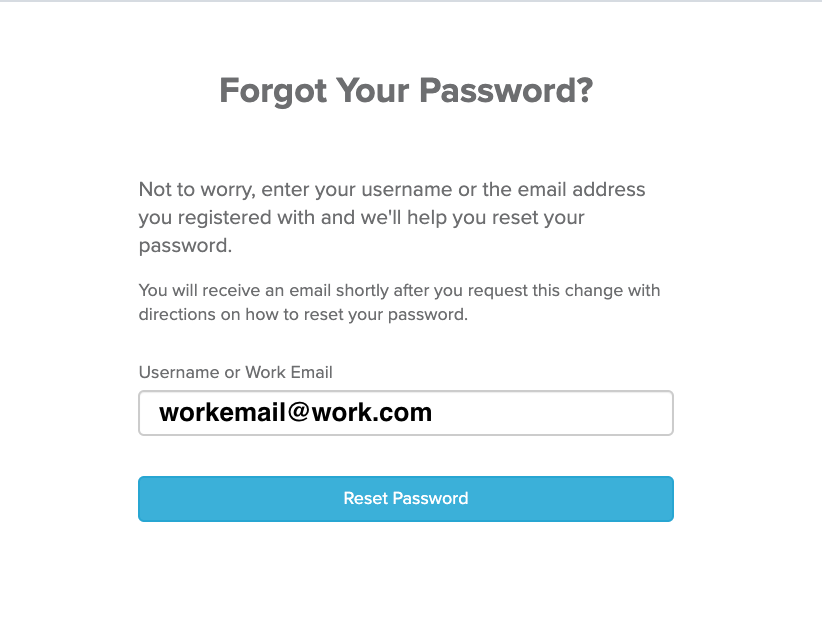 Forgot Your Password?
Not to worry, enter your username or the email address
you registered with and we'll help you reset your
password.
You will receive an email shortly after you request this change with
directions on how to reset your password.
Username or Work Email
workemail@work.com
Reset Password